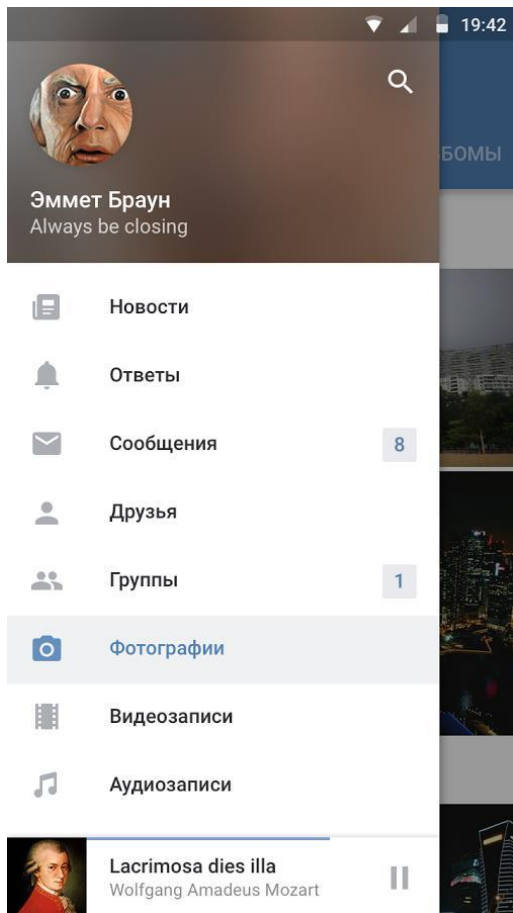 19:42
БОМЫ
Эммет Браун
Always be closing
Новости
Ответы
Сообщения
8
Друзья
Группы
1
Фотографии
Видеозаписи
Аудиозаписи
Lacrimosa dies illa
Wolfgang Amadeus Mozart